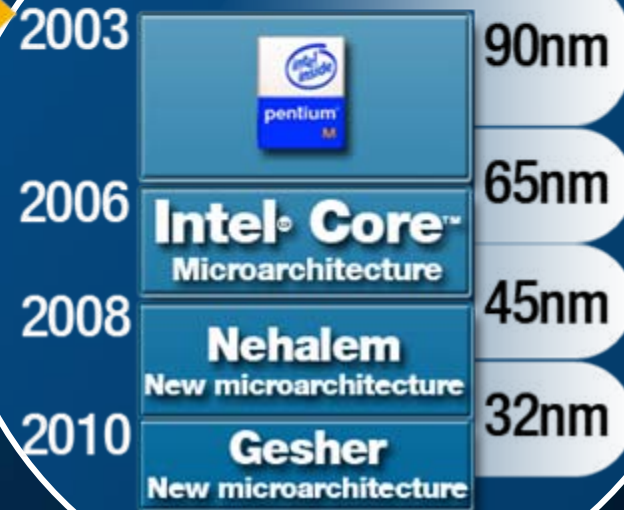 2003
90nm
intel
inside
pentium
M
65nm
2006
Intel® Core™
Microarchitecture
45nm
2008
Nehalem
New microarchitecture
32nm
2010
Gesher
New microarchitecture